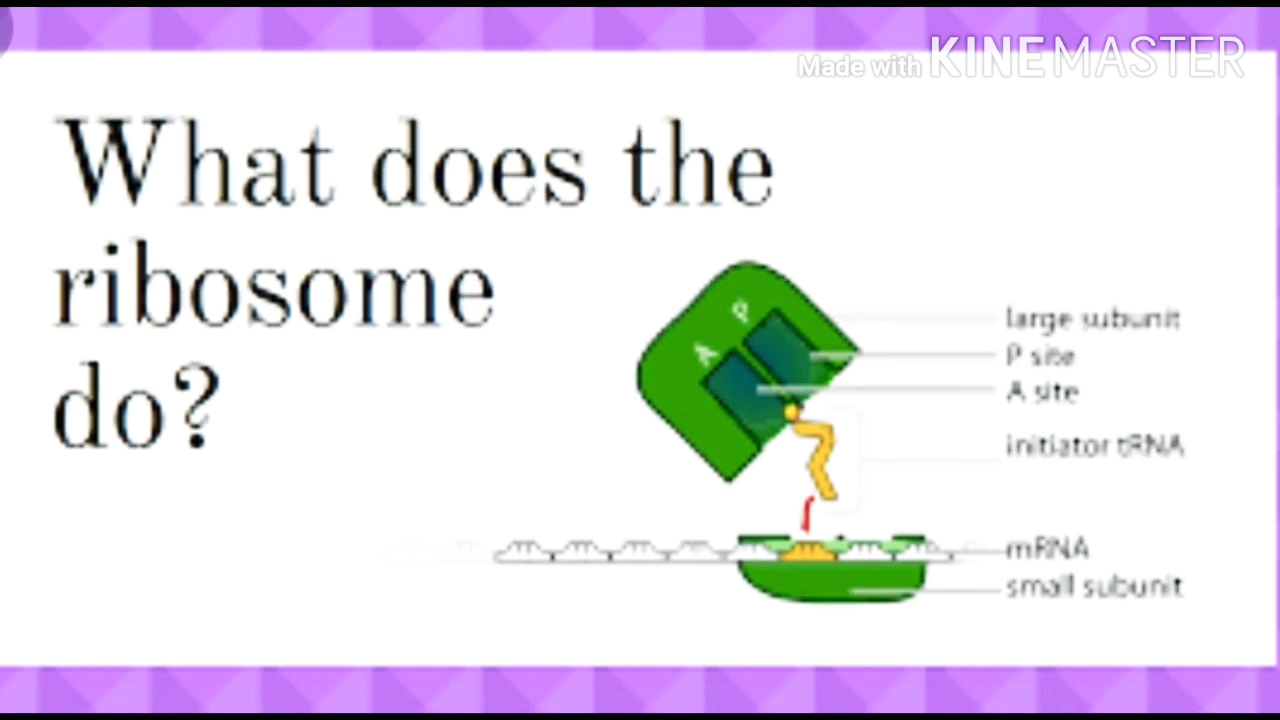 Made with KINEMASTER
What does the
ribosome
do?
P
A
large subunit
P site
A site
initiator tRNA
mRNA
small subunit